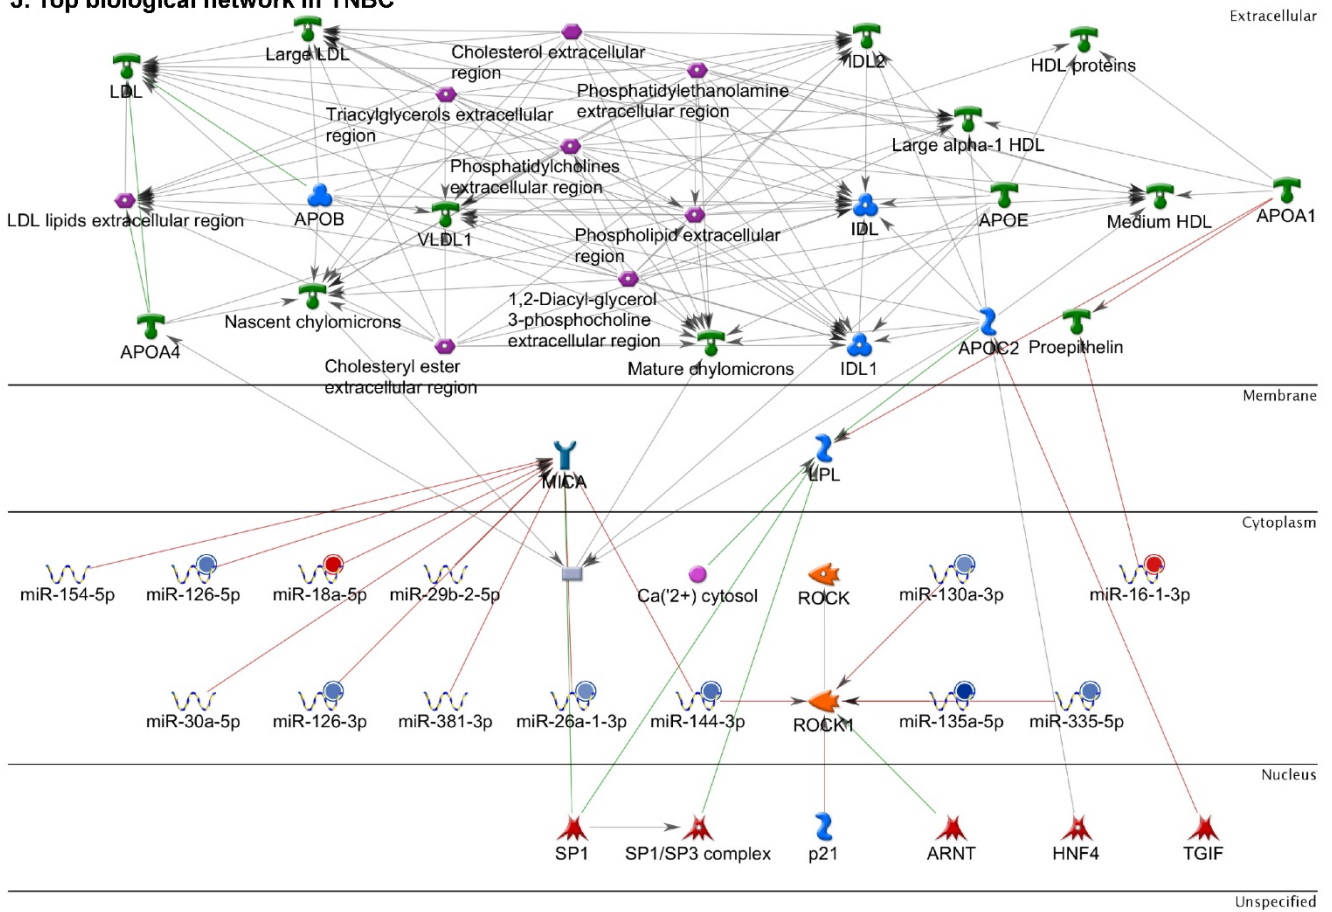 J. Top biological network in TNBC
Extracellular
Large LDL
Cholesterol extracellular
region
IDL2
HDL proteins
LDL
Phosphatidylethanolamine
extracellular region
Triacylglycerols extracellular
region
Large alpha-1 HDL
Phosphatidylcholines
extracellular region
LDL lipids extracellular region
APOB
VLDL1
Phospholipid extracellular
region
IDL
APOE
Medium HDL
APOA1
1,2-Diacyl-glycerol
3-phosphocholine
extracellular region
Nascent chylomicrons
APOA4
Cholesteryl ester
extracellular region
Mature chylomicrons
IDL1
APOC2
Proepithelin
Membrane
MICA
LPL
Cytoplasm
miR-154-5p
miR-126-5p
miR-18a-5p
miR-29b-2-5p
Ca('2+) cytosol
ROCK
miR-130a-3p
miR-16-1-3p
miR-30a-5p
miR-126-3p
miR-381-3p
miR-26a-1-3p
miR-144-3p
ROCK1
miR-135a-5p
miR-335-5p
Nucleus
SP1
SP1/SP3 complex
p21
ARNT
HNF4
TGIF
Unspecified